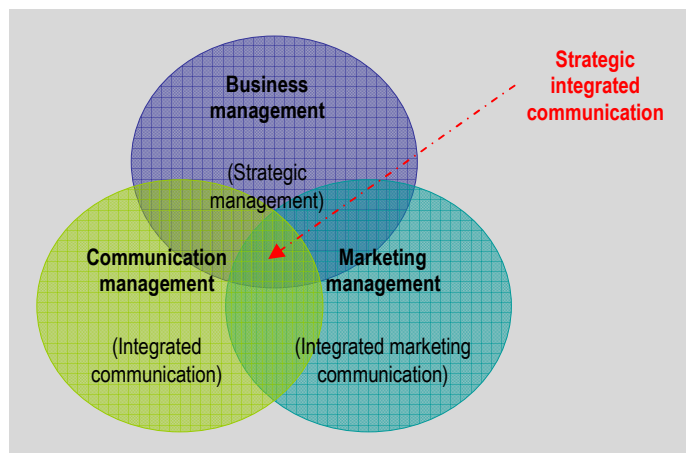 Business
management
(Strategic
management)
Strategic
integrated
communication
Communication
management
(Integrated
communication)
Marketing
management
(Integrated marketing
communication)